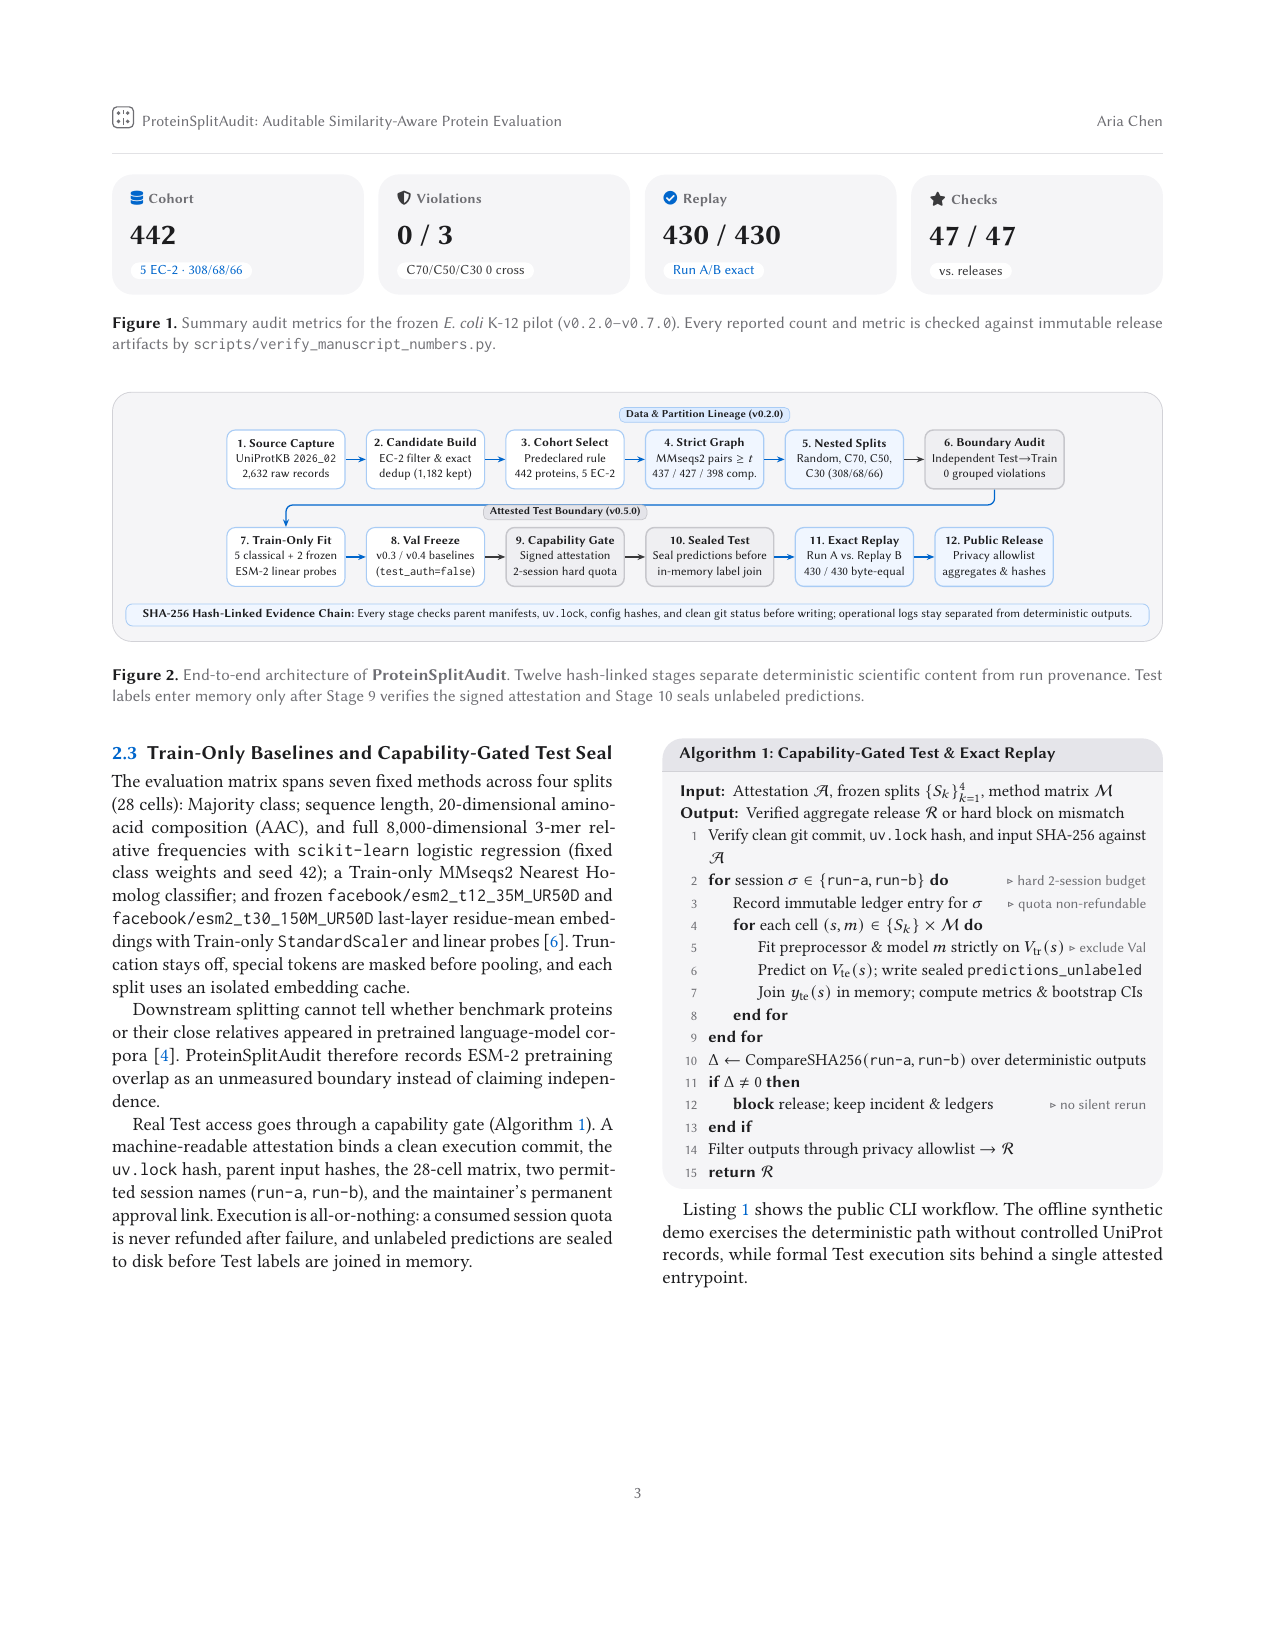 ProteinSplitAudit: Auditable Similarity-Aware Protein Evaluation
Aria Chen
Cohort
442
5 EC-2 · 308/68/66
Violations
0 / 3
C70/C50/C30 0 cross
Replay
430 / 430
Run A/B exact
Checks
47 / 47
vs. releases
Figure 1. Summary audit metrics for the frozen E. coli K-12 pilot (v0.2.0–v0.7.0). Every reported count and metric is checked against immutable release
artifacts by scripts/verify_manuscript_numbers.py.
Data & Partition Lineage (v0.2.0)
1. Source Capture
UniProtKB 2026_02
2,632 raw records
2. Candidate Build
EC-2 filter & exact
dedup (1,182 kept)
3. Cohort Select
Predeclared rule
442 proteins, 5 EC-2
4. Strict Graph
MMseqs2 pairs ≥ t
437 / 427 / 398 comp.
5. Nested Splits
Random, C70, C50,
C30 (308/68/66)
6. Boundary Audit
Independent Test→Train
0 grouped violations
Attested Test Boundary (v0.5.0)
7. Train-Only Fit
5 classical + 2 frozen
ESM-2 linear probes
8. Val Freeze
v0.3 / v0.4 baselines
(test_auth=false)
9. Capability Gate
Signed attestation
2-session hard quota
10. Sealed Test
Seal predictions before
in-memory label join
11. Exact Replay
Run A vs. Replay B
430 / 430 byte-equal
12. Public Release
Privacy allowlist
aggregates & hashes
SHA-256 Hash-Linked Evidence Chain: Every stage checks parent manifests, uv.lock, config hashes, and clean git status before writing; operational logs stay separated from deterministic outputs.
Figure 2. End-to-end architecture of ProteinSplitAudit. Twelve hash-linked stages separate deterministic scientific content from run provenance. Test
labels enter memory only after Stage 9 verifies the signed attestation and Stage 10 seals unlabeled predictions.
2.3 Train-Only Baselines and Capability-Gated Test Seal
The evaluation matrix spans seven fixed methods across four splits
(28 cells): Majority class; sequence length, 20-dimensional amino-
acid composition (AAC), and full 8,000-dimensional 3-mer rel-
ative frequencies with scikit-learn logistic regression (fixed
class weights and seed 42); a Train-only MMseqs2 Nearest Ho-
molog classifier; and frozen facebook/esm2_t12_35M_UR50D and
facebook/esm2_t30_150M_UR50D last-layer residue-mean embed-
dings with Train-only StandardScaler and linear probes [6]. Trun-
cation stays off, special tokens are masked before pooling, and each
split uses an isolated embedding cache.
Downstream splitting cannot tell whether benchmark proteins
or their close relatives appeared in pretrained language-model cor-
pora [4]. ProteinSplitAudit therefore records ESM-2 pretraining
overlap as an unmeasured boundary instead of claiming indepen-
dence.
Real Test access goes through a capability gate (Algorithm 1). A
machine-readable attestation binds a clean execution commit, the
uv.lock hash, parent input hashes, the 28-cell matrix, two permit-
ted session names (run-a, run-b), and the maintainer's permanent
approval link. Execution is all-or-nothing: a consumed session quota
is never refunded after failure, and unlabeled predictions are sealed
to disk before Test labels are joined in memory.
Algorithm 1: Capability-Gated Test & Exact Replay
Input: Attestation 𝒜, frozen splits {S_k}⁴_{k=1}, method matrix ℳ
Output: Verified aggregate release ℛ or hard block on mismatch
1 Verify clean git commit, uv.lock hash, and input SHA-256 against
𝒜
2 for session σ ∈ {run-a, run-b} do ▹ hard 2-session budget
3 Record immutable ledger entry for σ ▹ quota non-refundable
4 for each cell (s, m) ∈ {S_k} × ℳ do
5 Fit preprocessor & model m strictly on V_tr(s) ▹ exclude Val
6 Predict on V_te(s); write sealed predictions_unlabeled
7 Join y_te(s) in memory; compute metrics & bootstrap CIs
8 end for
9 end for
10 Δ ← CompareSHA256(run-a, run-b) over deterministic outputs
11 if Δ ≠ 0 then
12 block release; keep incident & ledgers ▹ no silent rerun
13 end if
14 Filter outputs through privacy allowlist → ℛ
15 return ℛ
Listing 1 shows the public CLI workflow. The offline synthetic
demo exercises the deterministic path without controlled UniProt
records, while formal Test execution sits behind a single attested
entrypoint.
3